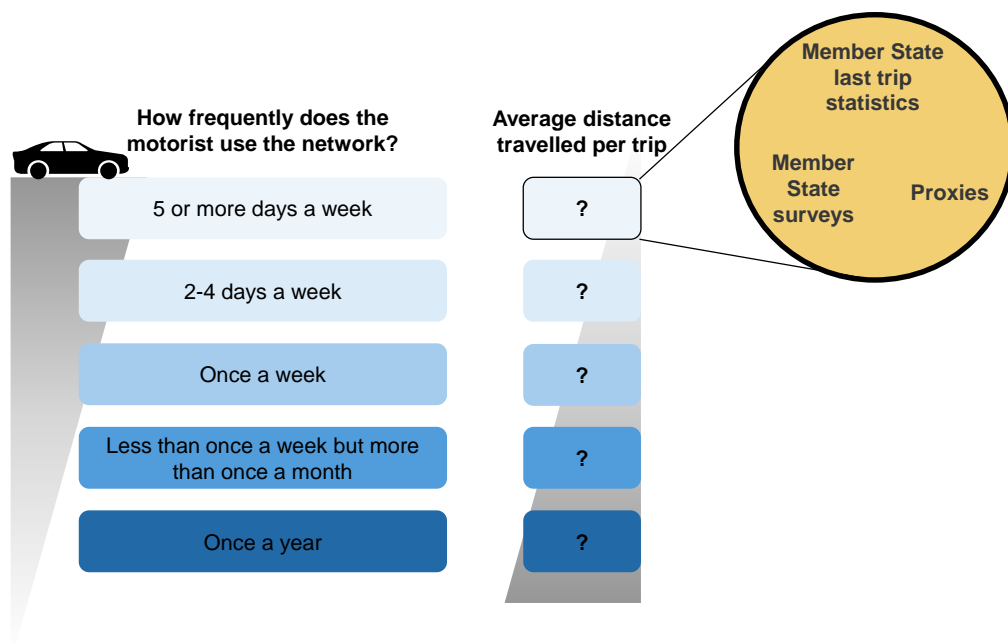 How frequently does the
motorist use the network?
Average distance
travelled per trip
Member State
last trip
statistics
Member
State
surveys
Proxies
5 or more days a week
?
2-4 days a week
?
Once a week
?
Less than once a week but more
than once a month
?
Once a year
?